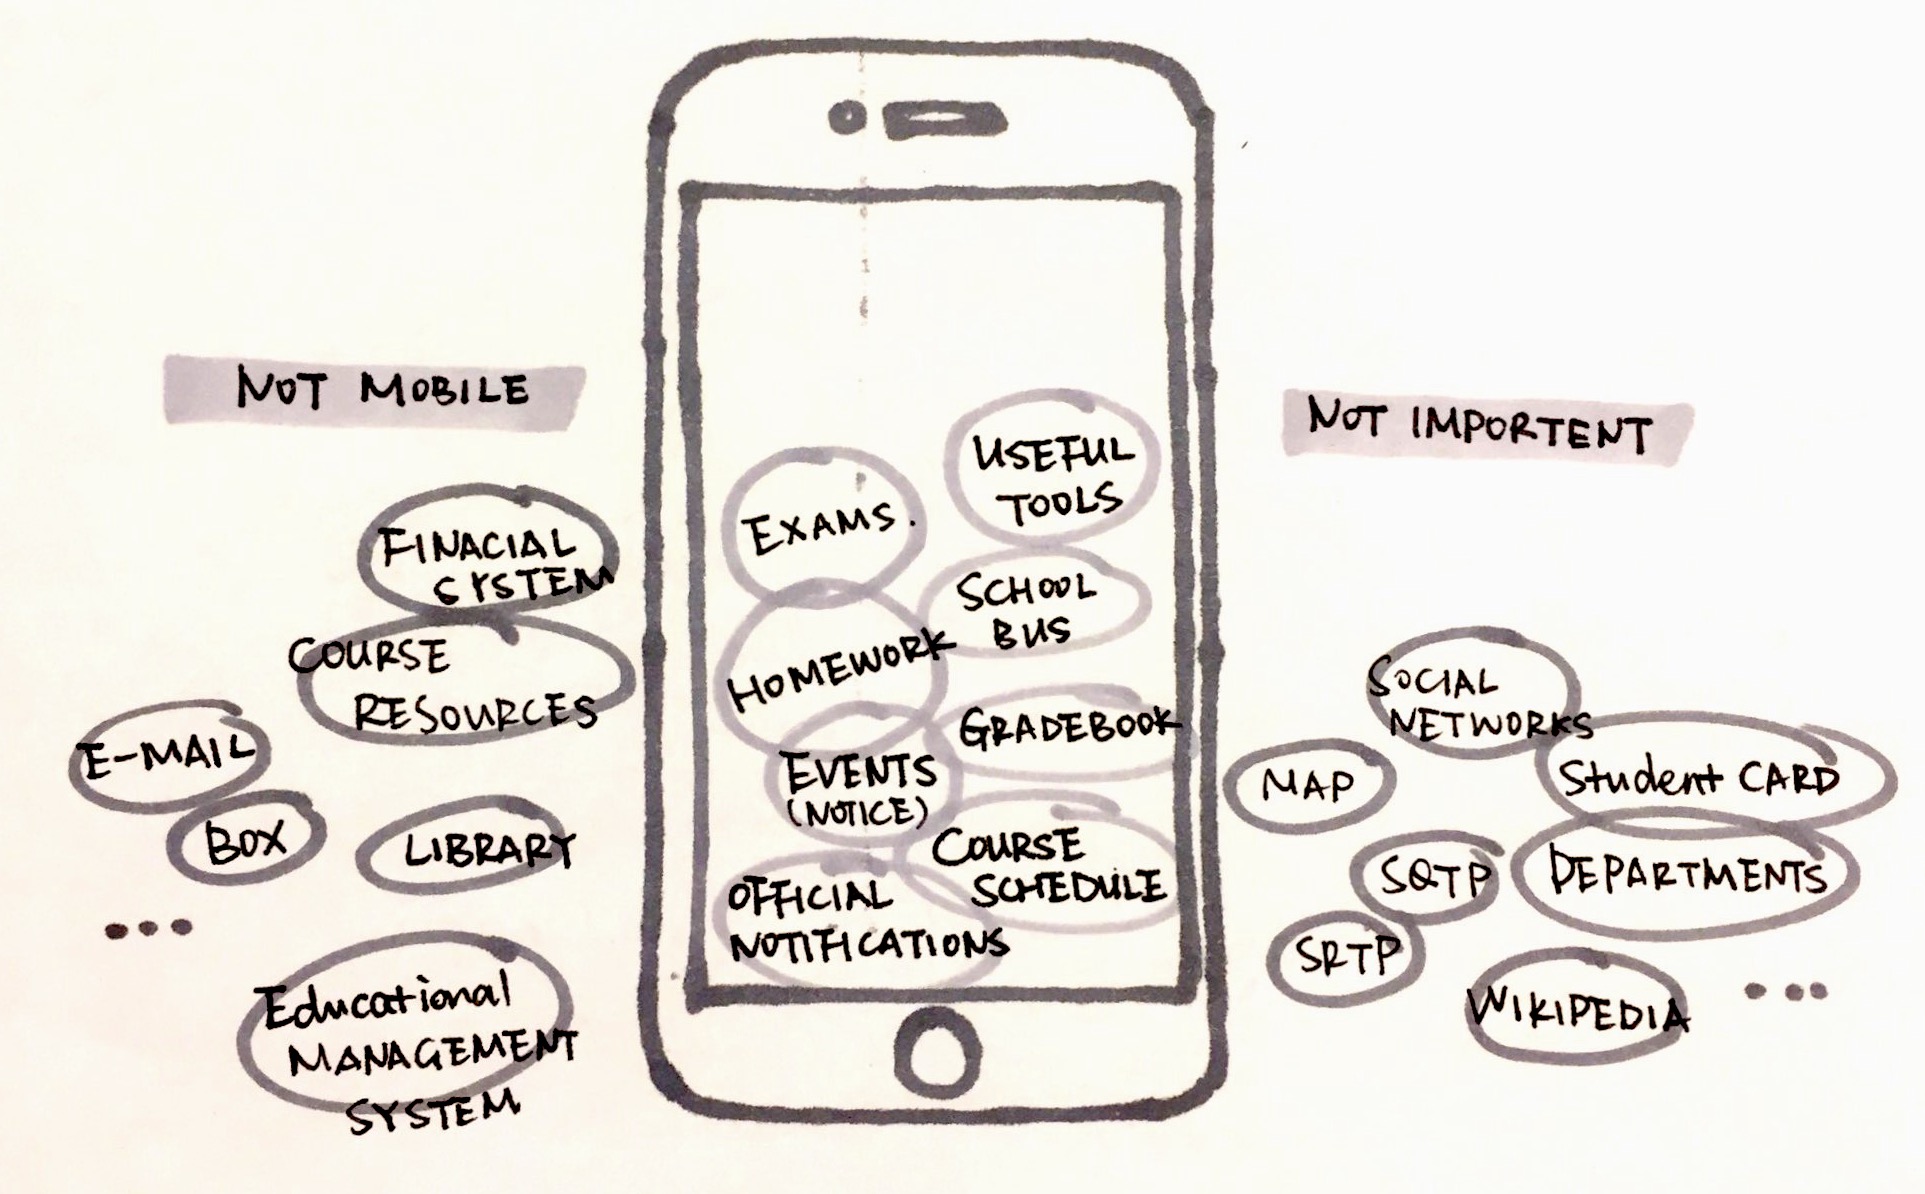 NOT MOBILE
FINACIAL
SYSTEM
COURSE
RESOURCES
E-MAIL
BOX
LIBRARY
...
Educational
MANAGEMENT
SYSTEM
USEFUL
TOOLS
EXAMS.
SCHOOL
BUS
HOMEWORK
GRADEBOOK
EVENTS
(NOTICE)
COURSE
SCHEDULE
OFFICIAL
NOTIFICATIONS
NOT IMPORTENT
SOCIAL
NETWORKS
MAP
Student CARD
SQTP
DEPARTMENTS
SRTP
WIKIPEDIA
...